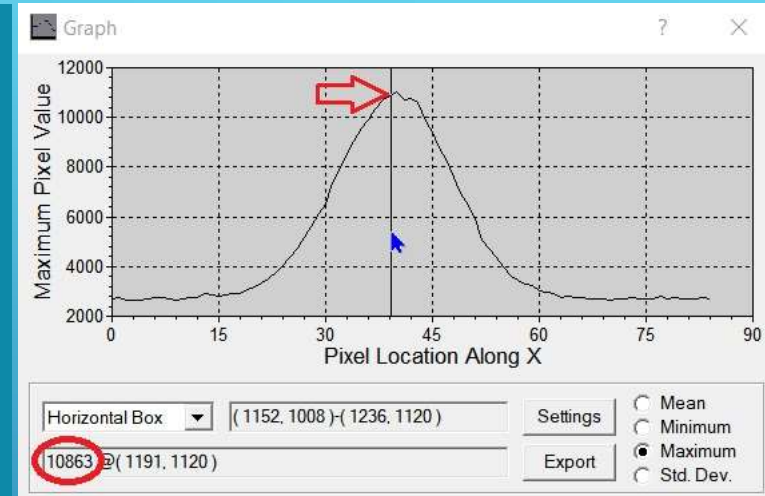 Graph ? ×
12000
10000
8000
6000
4000
2000
Maximum Pixel Value
0 15 30 45 60 75 90
Pixel Location Along X
Horizontal Box ( 1152, 1008 )-( 1236, 1120 ) Settings
10863 @( 1191, 1120 ) Export
Mean
Minimum
Maximum
Std. Dev.